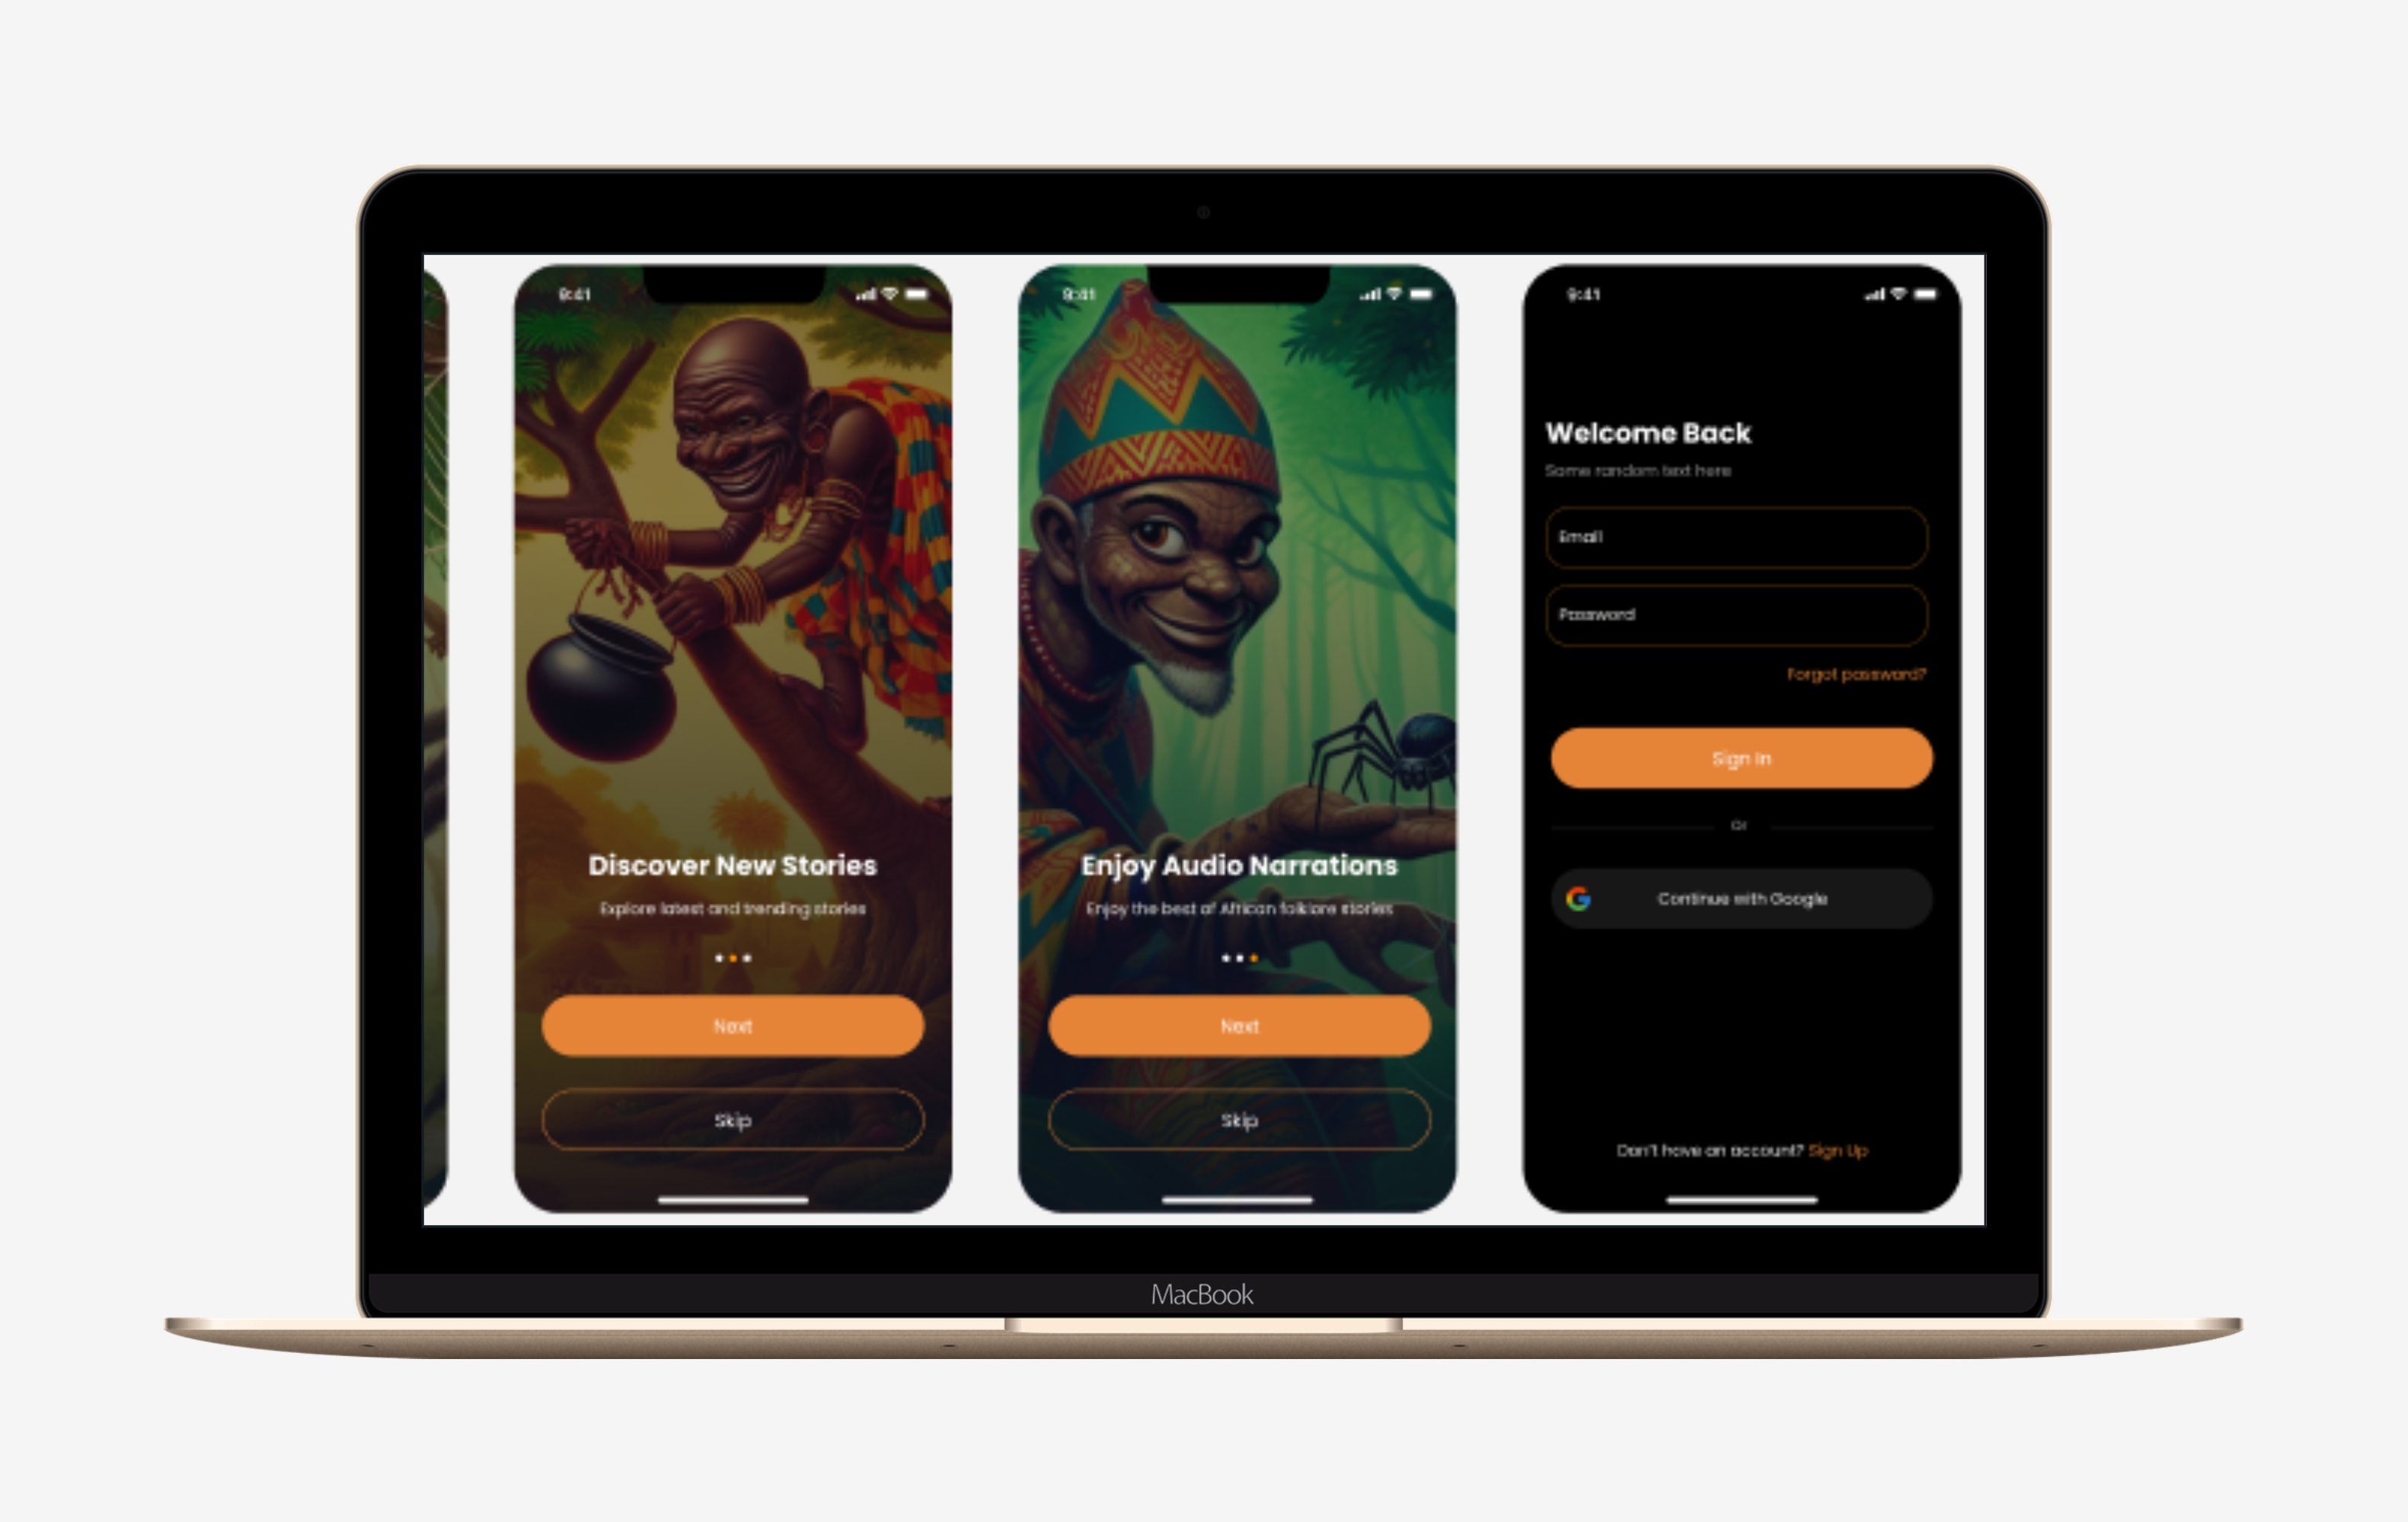 9:41
Discover New Stories
Explore latest and trending stories
Next
Skip
9:41
Enjoy Audio Narrations
Enjoy the best of African folklore stories
Next
Skip
9:41
Welcome Back
Some random text here
Email
Password
Forgot password?
Sign In
Or
Continue with Google
Don't have an account? Sign Up
MacBook